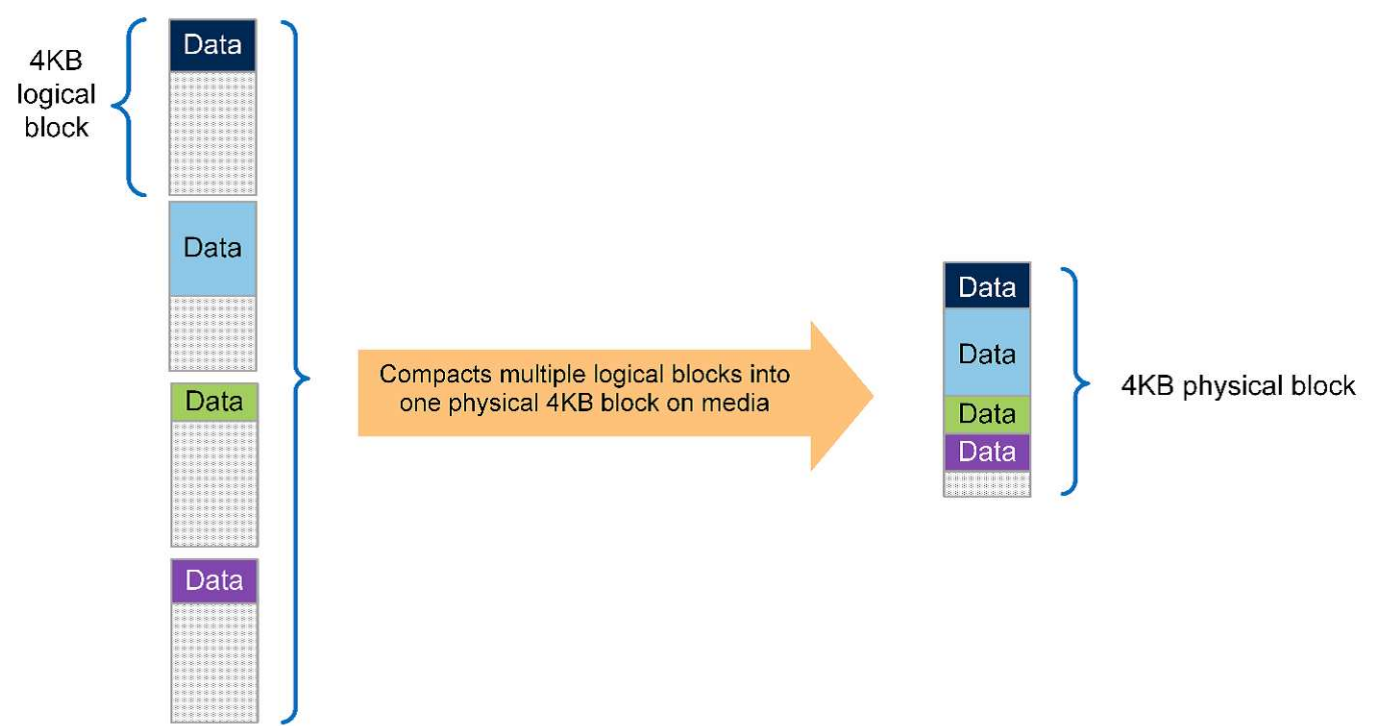 4KB
logical
block
Data
Data
Data
Data
Compacts multiple logical blocks into
one physical 4KB block on media
Data
Data
Data
Data
4KB physical block